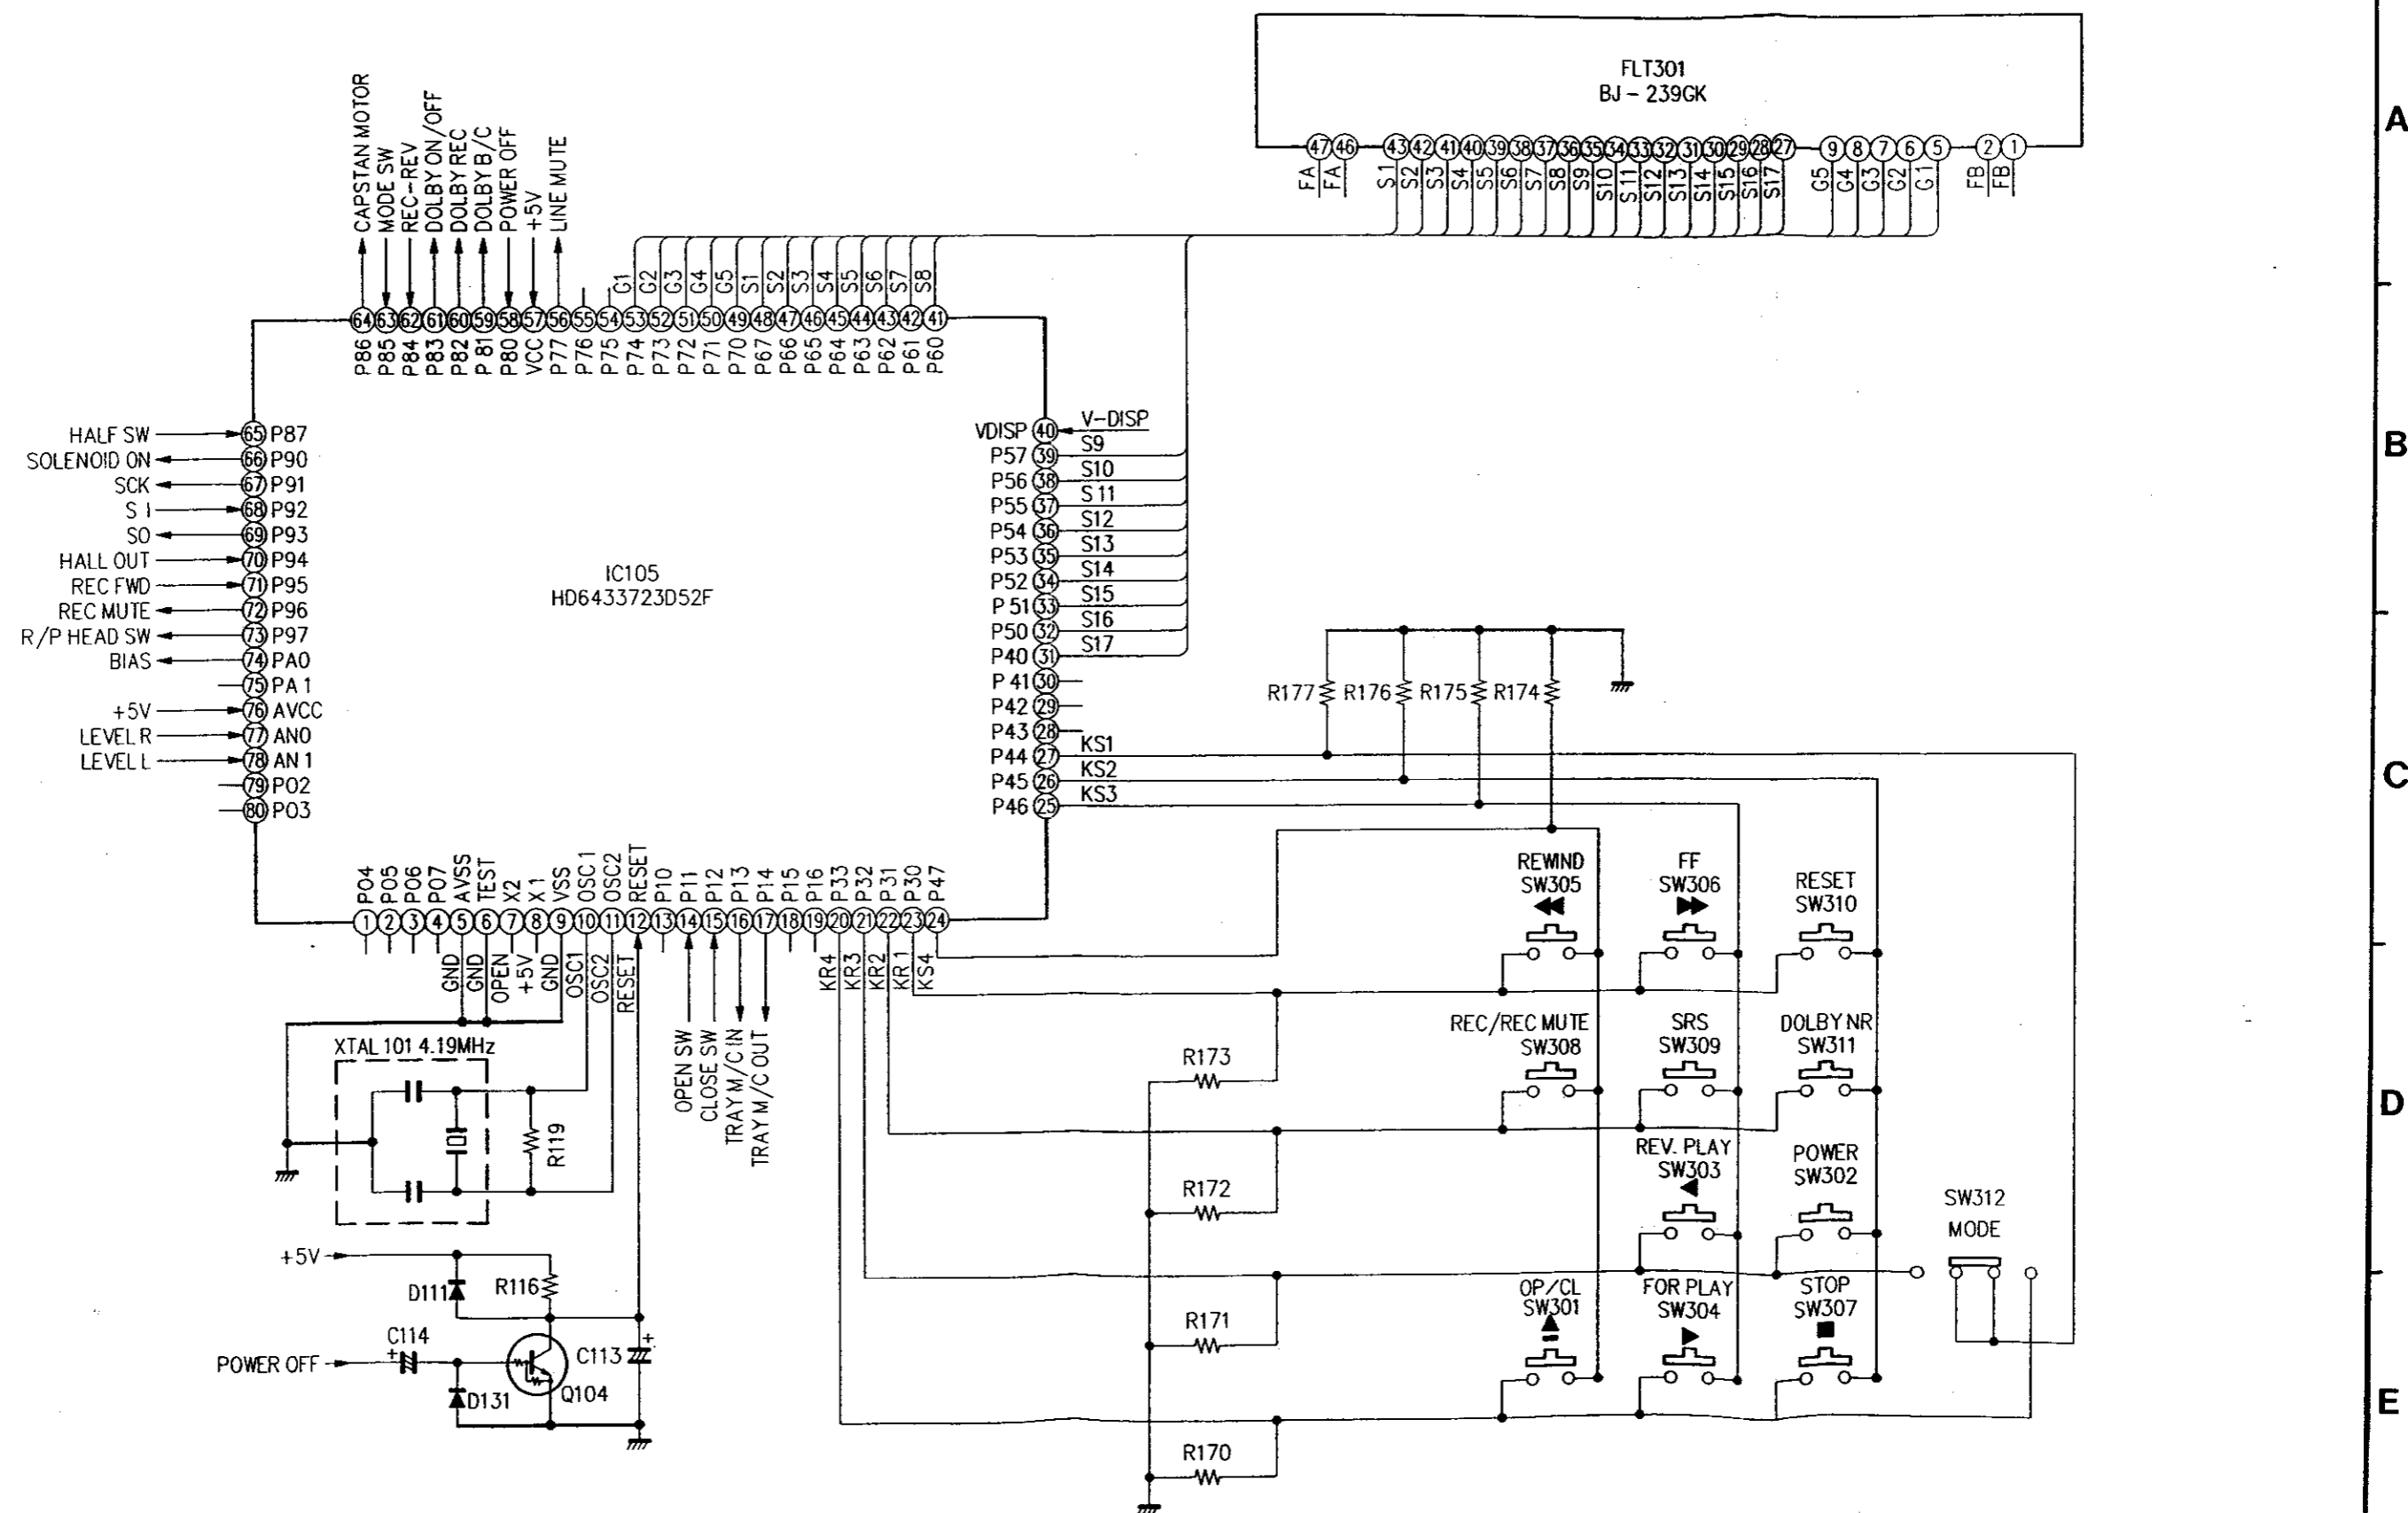 FLT301
BJ - 239GK
47 46 43 42 41 40 39 38 37 36 35 34 33 32 31 30 29 28 27 9 8 7 6 5 2 1
FA FA S1 S2 S3 S4 S5 S6 S7 S8 S9 S10 S11 S12 S13 S14 S15 S16 S17 G5 G4 G3 G2 G1 FB FB
A
B
C
D
E
CAPSTAN MOTOR
MODE SW
REC-REV
DOLBY ON/OFF
DOLBY REC
DOLBY B/C
POWER OFF
+5V
LINE MUTE
G1 G2 G3 G4 G5 S1 S2 S3 S4 S5 S6 S7 S8
64 63 62 61 60 59 58 57 56 55 54 53 52 51 50 49 48 47 46 45 44 43 42 41
P86 P85 P84 P83 P82 P81 P80 VCC P77 P76 P75 P74 P73 P72 P71 P70 P67 P66 P65 P64 P63 P62 P61 P60
HALF SW 65 P87
SOLENOID ON 66 P90
SCK 67 P91
S I 68 P92
SO 69 P93
HALL OUT 70 P94
REC FWD 71 P95
REC MUTE 72 P96
R/P HEAD SW 73 P97
BIAS 74 PA0
75 PA1
+5V 76 AVCC
LEVEL R 77 AN0
LEVEL L 78 AN1
79 PO2
80 PO3
IC105
HD6433723D52F
VDISP 40 V-DISP
P57 39 S9
P56 38 S10
P55 37 S11
P54 36 S12
P53 35 S13
P52 34 S14
P51 33 S15
P50 32 S16
P40 31 S17
P41 30
P42 29
P43 28
P44 27 KS1
P45 26 KS2
P46 25 KS3
R177 R176 R175 R174
PO4 PO5 PO6 PO7 AVSS TEST X2 X1 VSS OSC1 OSC2 RESET P10 P11 P12 P13 P14 P15 P16 P33 P32 P31 P30 P47
1 2 3 4 5 6 7 8 9 10 11 12 13 14 15 16 17 18 19 20 21 22 23 24
GND GND OPEN +5V GND OSC1 OSC2 RESET
KR4 KR3 KR2 KR1 KS4
OPEN SW
CLOSE SW
TRAY M/C IN
TRAY M/C OUT
XTAL 101 4.19MHz
R119
+5V
D111
R116
C114
+
POWER OFF
D131
Q104
C113
+
REWIND
SW305
FF
SW306
RESET
SW310
REC/REC MUTE
SW308
SRS
SW309
DOLBY NR
SW311
REV. PLAY
SW303
POWER
SW302
SW312
MODE
OP/CL
SW301
FOR PLAY
SW304
STOP
SW307
R173
R172
R171
R170